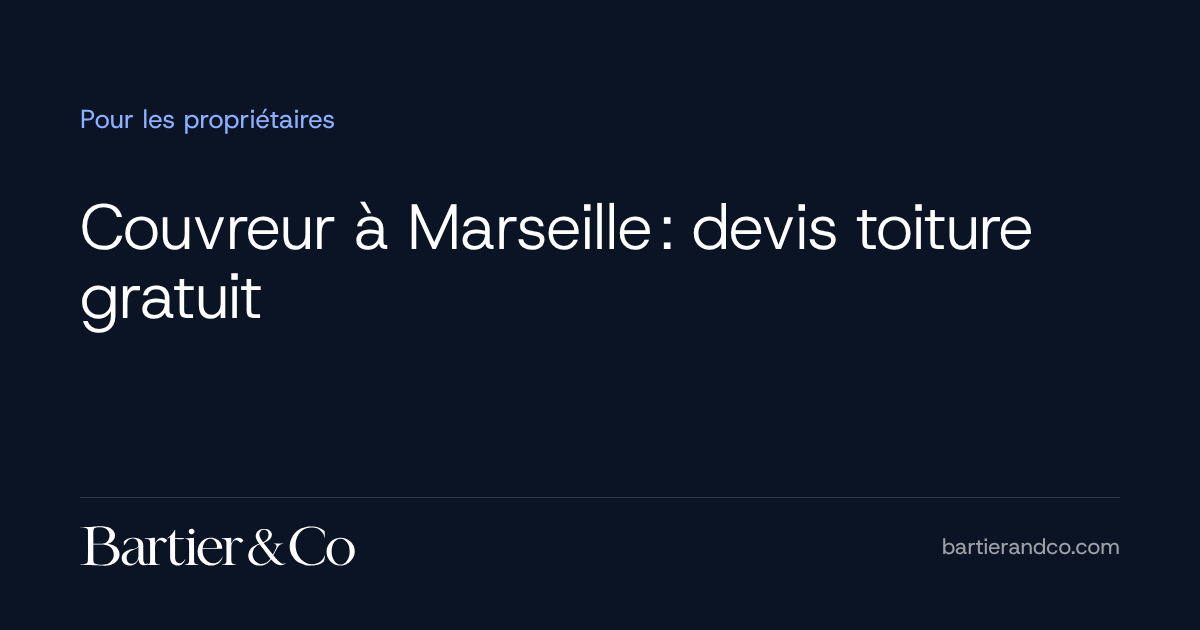 Pour les propriétaires
Couvreur à Marseille : devis toiture
gratuit
Bartier & Co
bartierandco.com